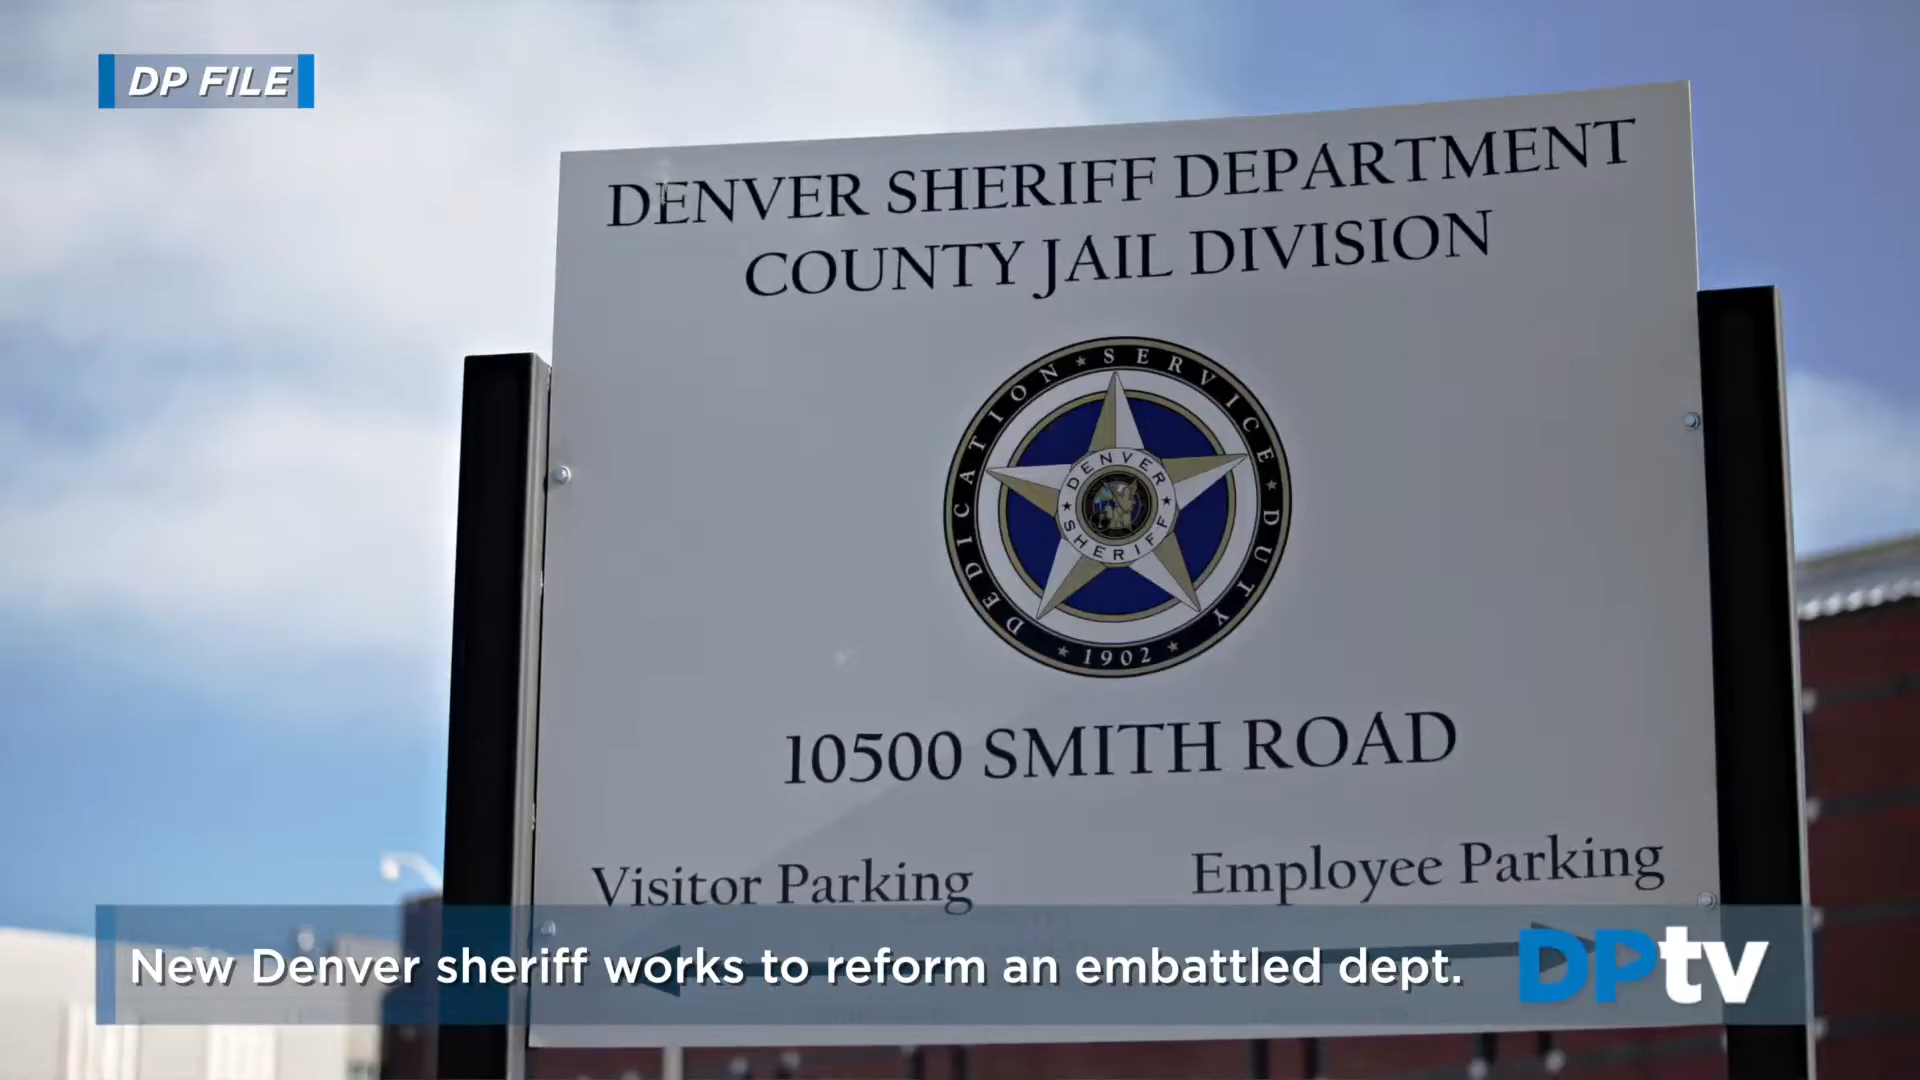 DP FILE
DENVER SHERIFF DEPARTMENT
COUNTY JAIL DIVISION
DEDICATION ★ SERVICE ★ DUTY
★ 1902 ★
DENVER
★ SHERIFF ★
10500 SMITH ROAD
Visitor Parking Employee Parking
New Denver sheriff works to reform an embattled dept. DPtv